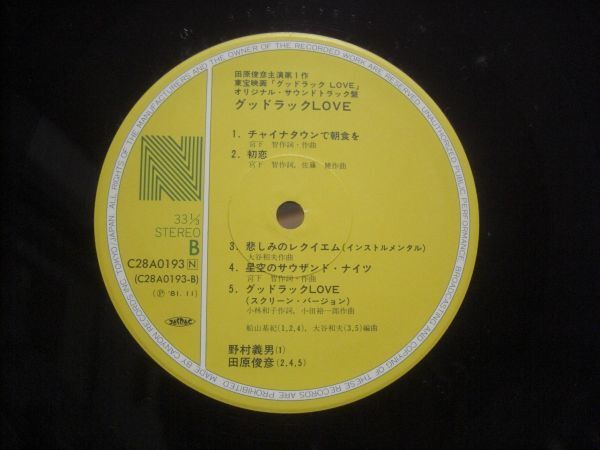 田原俊彦主演第1作
東宝映画「グッドラック LOVE」
オリジナル・サウンドトラック盤
グッドラックLOVE
1. チャイナタウンで朝食を
宮下 智作詞・作曲
2. 初恋
宮下 智作詞, 佐藤 健作曲
N
33⅓
STEREO
B
C28A0193 N
(C28A0193-B)
(℗ '81. 11)
3. 悲しみのレクイエム(インストルメンタル)
大谷和夫作曲
4. 星空のサウザンド・ナイツ
宮下 智作詞・作曲
5. グッドラックLOVE
(スクリーン・バージョン)
小林和子作詞, 小田裕一郎作曲
船山基紀(1,2,4), 大谷和夫(3,5)編曲
野村義男(1)
田原俊彦(2,4,5)
JASRAC
MADE BY CANYON RECORDS INC. TOKYO/JAPAN. ALL RIGHTS OF THE MANUFACTURERS AND THE OWNER OF THE RECORDED WORK ARE RESERVED. UNAUTHORIZED PUBLIC PERFORMANCE BROADCASTING AND COPYING OF THESE RECORDS ARE PROHIBITED.